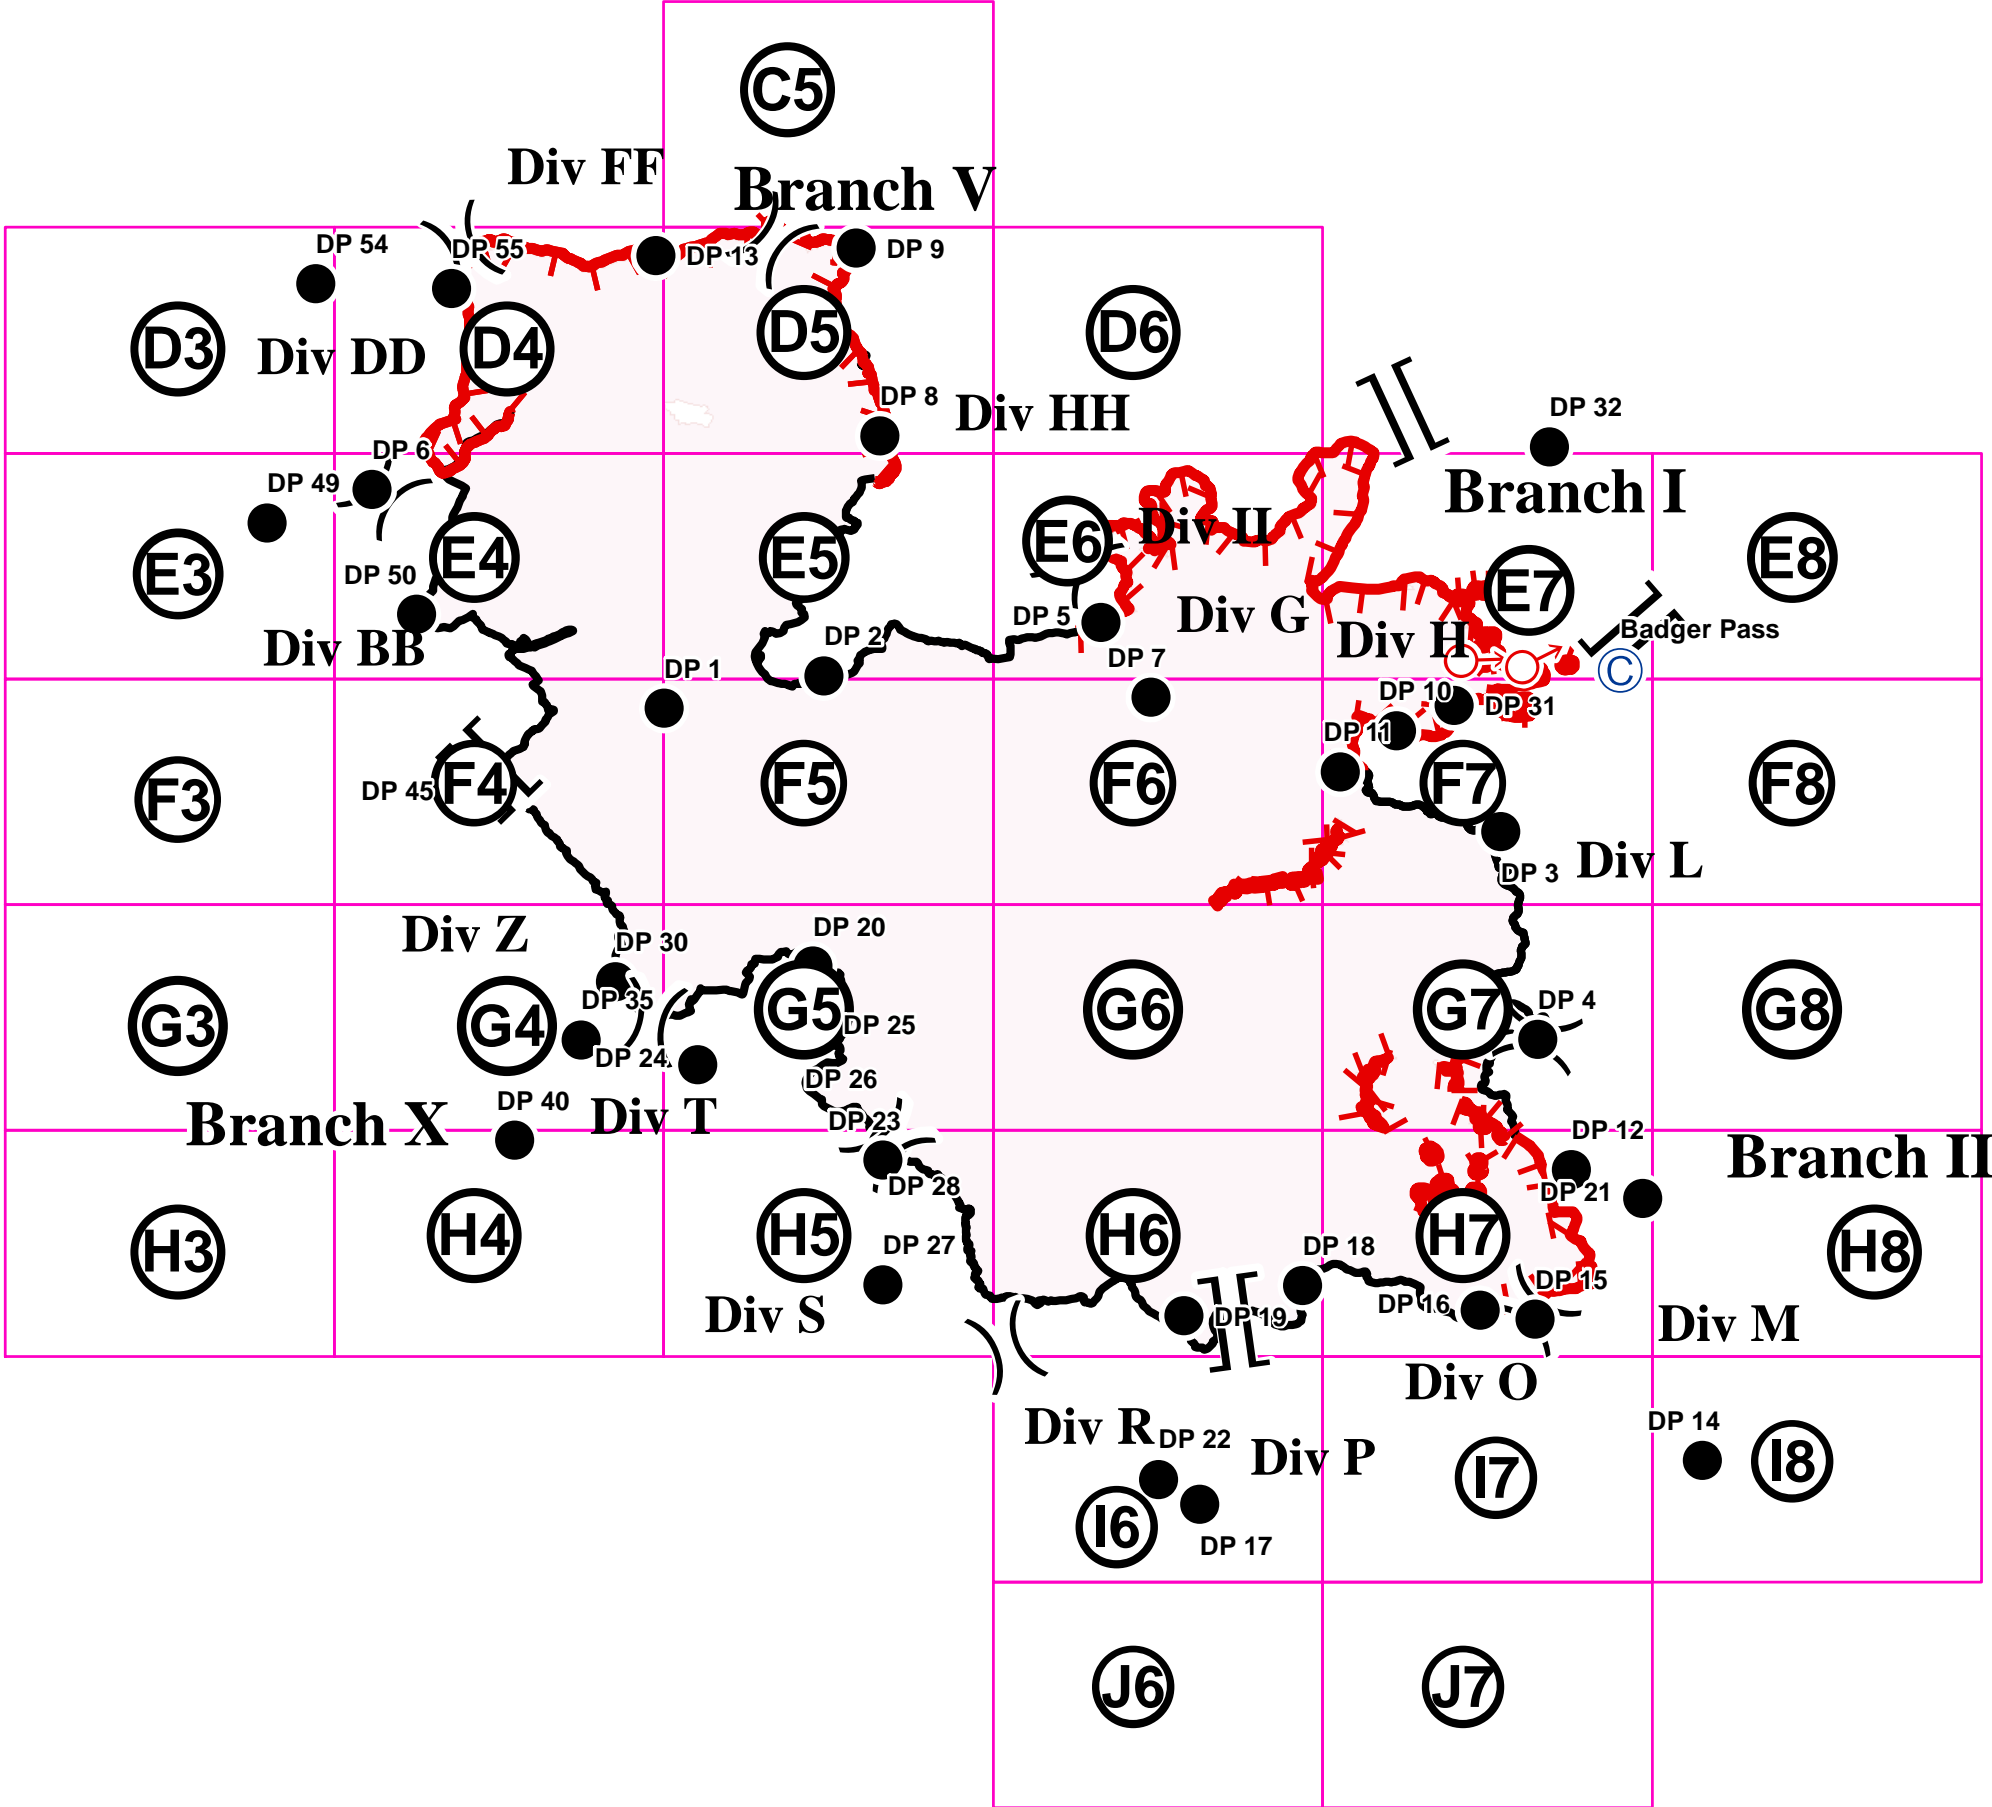 C5
Div FF
Branch V
DP 54
DP 55
DP 13
DP 9
D3
Div DD
D4
D5
D6
DP 8
Div HH
DP 32
DP 6
DP 49
Branch I
E3
DP 50
E4
E5
E6
Div II
E7
E8
Div BB
DP 2
DP 5
Div G
Div H
Badger Pass
C
DP 1
DP 7
DP 10
DP 31
DP 11
F3
DP 45
F4
F5
F6
F7
F8
DP 3
Div L
Div Z
DP 30
DP 20
G3
G4
DP 35
G5
DP 25
G6
G7
DP 4
G8
DP 24
DP 26
DP 40
Branch X
Div T
DP 23
DP 12
Branch II
DP 28
DP 21
H3
H4
H5
DP 27
H6
DP 18
H7
H8
Div S
DP 19
DP 16
DP 15
Div M
Div O
Div R
DP 22
Div P
DP 14
I6
DP 17
I7
I8
J6
J7